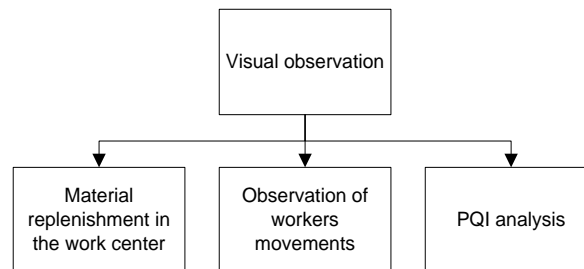 Visual observation
Material
replenishment in
the work center
Observation of
workers
movements
PQI analysis